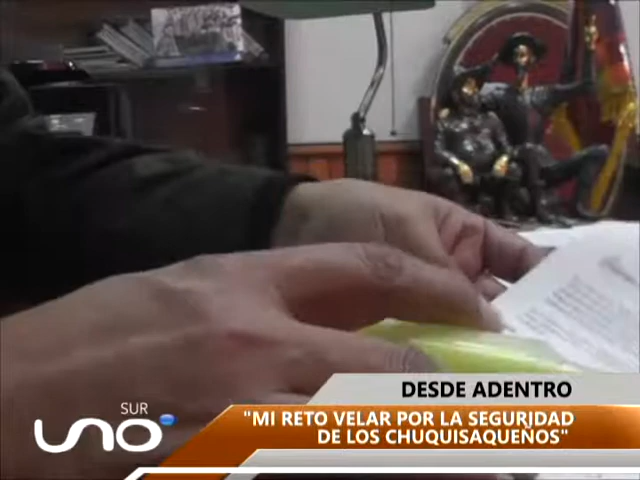 DESDE ADENTRO
SUR
UNO
"MI RETO VELAR POR LA SEGURIDAD
DE LOS CHUQUISAQUEÑOS"